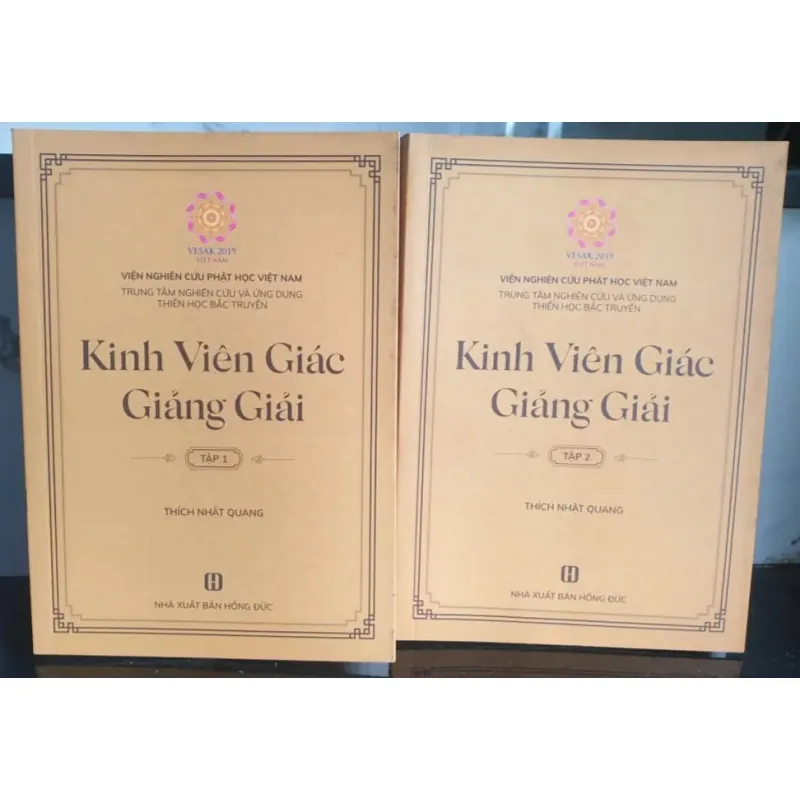 VESAK 2019
VIỆT NAM
VIỆN NGHIÊN CỨU PHẬT HỌC VIỆT NAM
TRUNG TÂM NGHIÊN CỨU VÀ ỨNG DỤNG
THIỀN HỌC BẮC TRUYỀN
Kinh Viên Giác
Giảng Giải
TẬP 1
THÍCH NHẬT QUANG
NHÀ XUẤT BẢN HỒNG ĐỨC
VESAK 2019
VIỆT NAM
VIỆN NGHIÊN CỨU PHẬT HỌC VIỆT NAM
TRUNG TÂM NGHIÊN CỨU VÀ ỨNG DỤNG
THIỀN HỌC BẮC TRUYỀN
Kinh Viên Giác
Giảng Giải
TẬP 2
THÍCH NHẬT QUANG
NHÀ XUẤT BẢN HỒNG ĐỨC